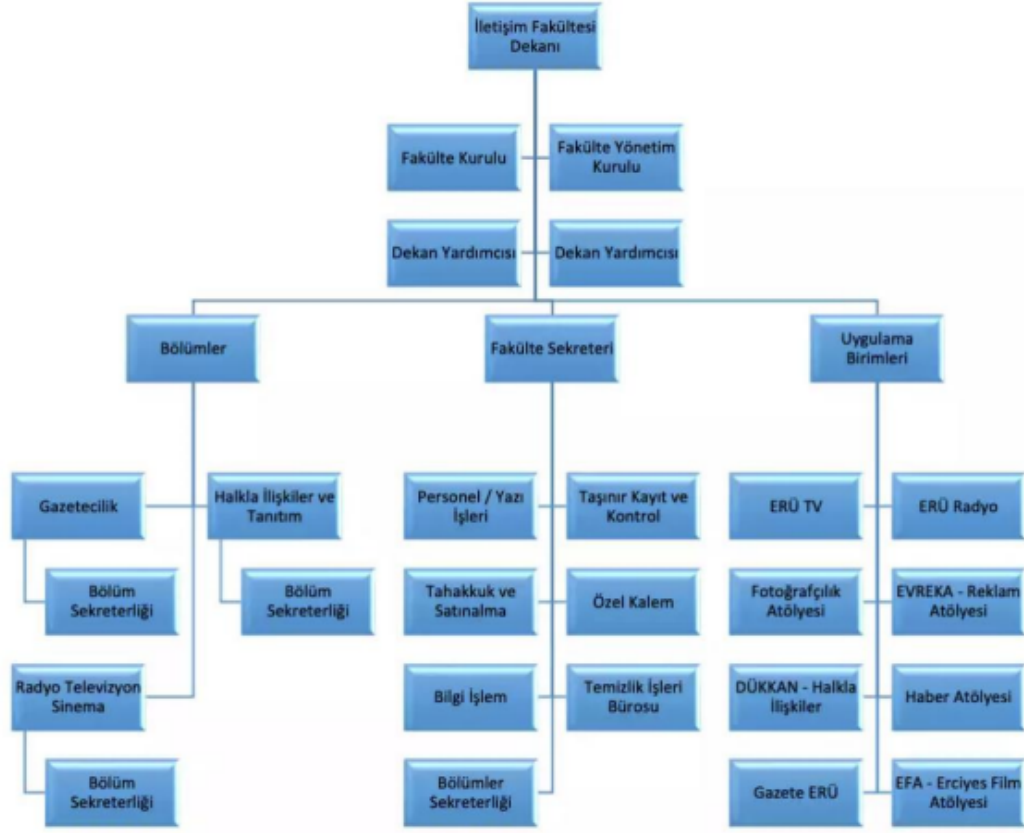 İletişim Fakültesi
Dekanı
Fakülte Kurulu
Fakülte Yönetim
Kurulu
Dekan Yardımcısı
Dekan Yardımcısı
Bölümler
Fakülte Sekreteri
Uygulama
Birimleri
Gazetecilik
Halkla İlişkiler ve
Tanıtım
Bölüm
Sekreterliği
Bölüm
Sekreterliği
Radyo Televizyon
Sinema
Bölüm
Sekreterliği
Personel / Yazı
İşleri
Taşınır Kayıt ve
Kontrol
Tahakkuk ve
Satınalma
Özel Kalem
Bilgi İşlem
Temizlik İşleri
Bürosu
Bölümler
Sekreterliği
ERÜ TV
ERÜ Radyo
Fotoğrafçılık
Atölyesi
EVREKA - Reklam
Atölyesi
DÜKKAN - Halkla
İlişkiler
Haber Atölyesi
Gazete ERÜ
EFA - Erciyes Film
Atölyesi